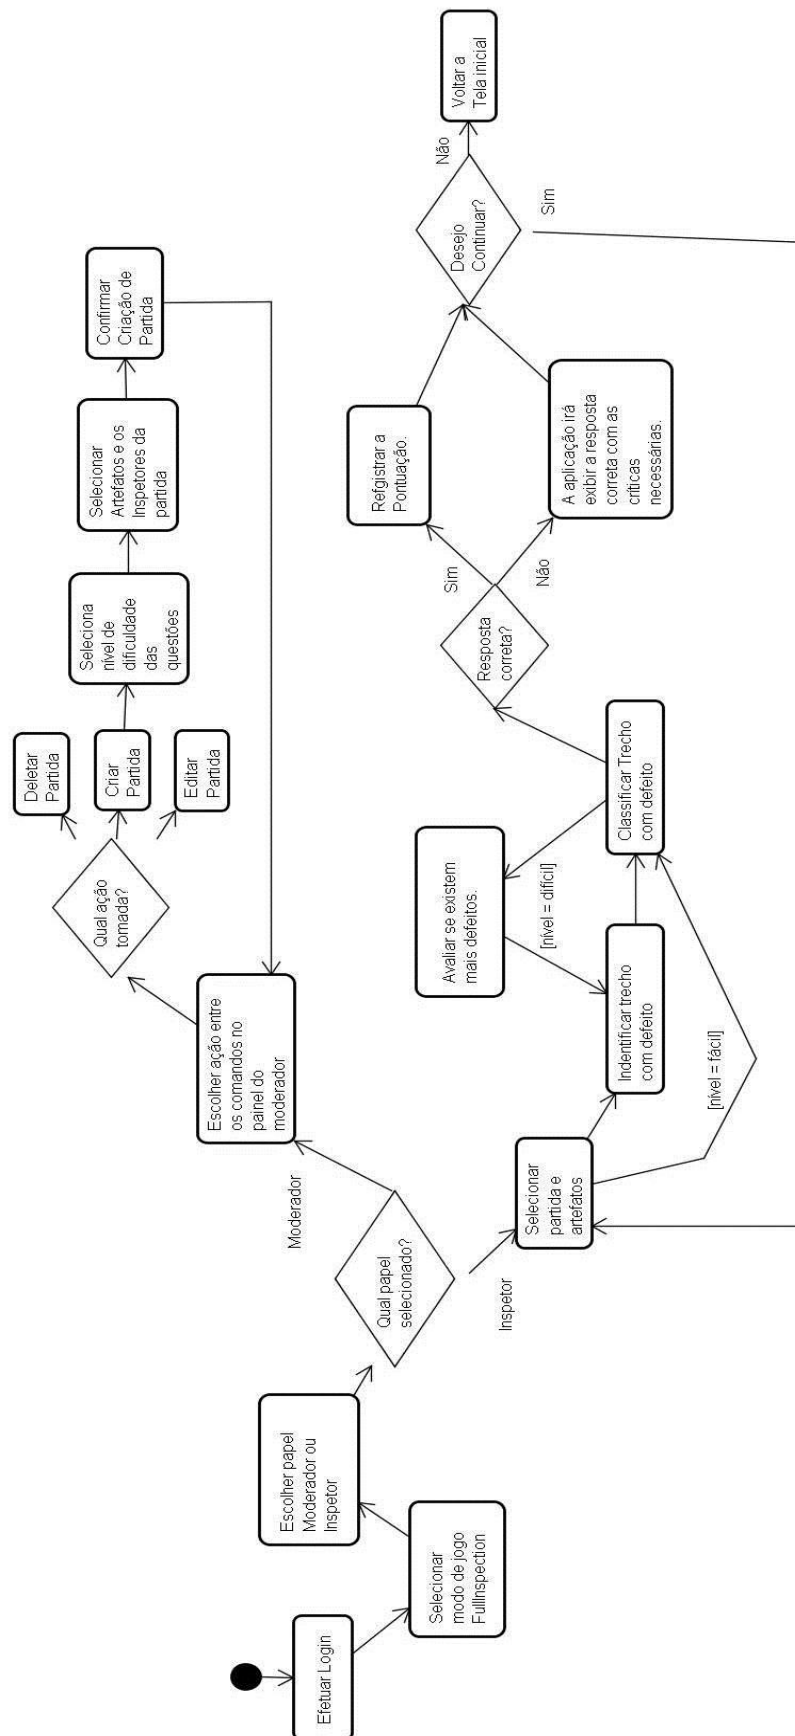 Efetuar Login
Selecionar
modo de jogo
FullInspection
Escolher papel
Moderador ou
Inspetor
Qual papel
selecionado?
Moderador
Inspetor
Escolher ação entre
os comandos no
painel do
moderador
Qual ação
tomada?
Deletar
Partida
Criar
Partida
Editar
Partida
Seleciona
nível de
dificuldade
das
questões
Selecionar
Artefatos e os
Inspetores da
partida
Confirmar
Criação de
Partida
Selecionar
partida e
artefatos
[nível = fácil]
Indentificar trecho
com defeito
[nível = difícil]
Avaliar se existem
mais defeitos.
Classificar Trecho
com defeito
Resposta
correta?
Sim
Não
Refgistrar a
Pontuação.
A aplicação irá
exibir a resposta
correta com as
críticas
necessárias.
Desejo
Continuar?
Não
Sim
Voltar a
Tela inicial